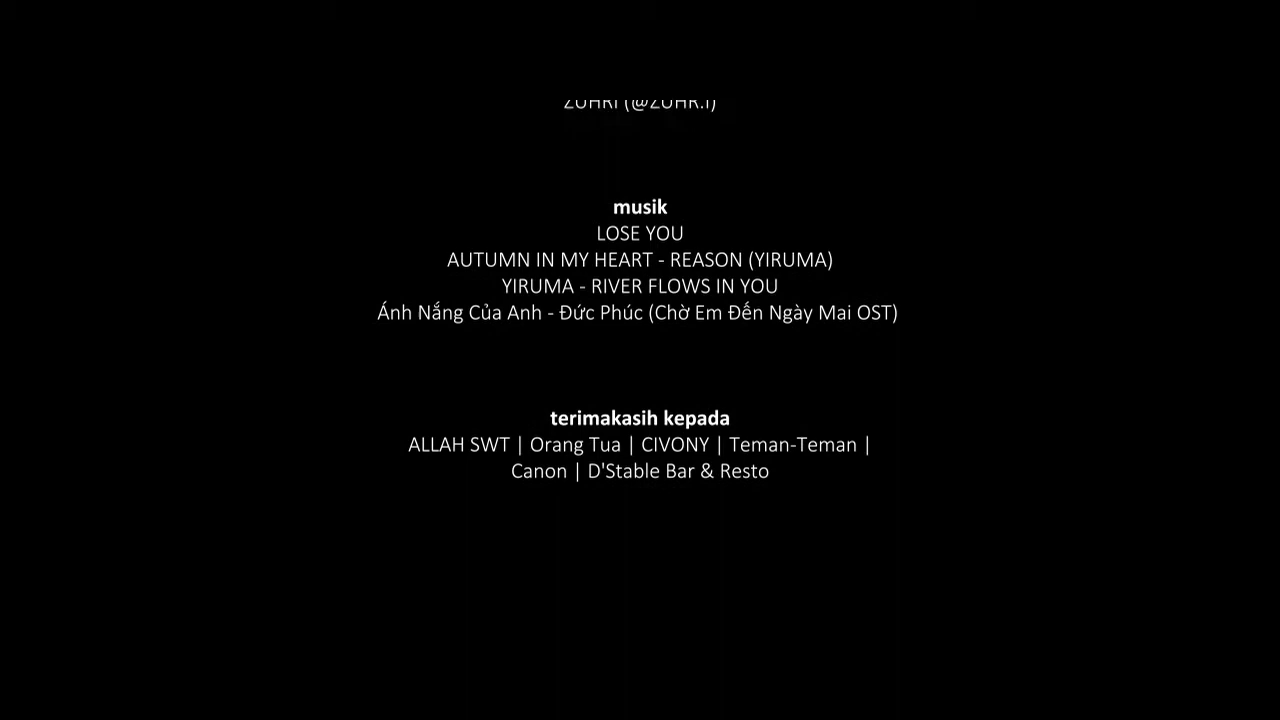 ZUHRI (@ZUHR.I)
musik
LOSE YOU
AUTUMN IN MY HEART - REASON (YIRUMA)
YIRUMA - RIVER FLOWS IN YOU
Ánh Nắng Của Anh - Đức Phúc (Chờ Em Đến Ngày Mai OST)
terimakasih kepada
ALLAH SWT | Orang Tua | CIVONY | Teman-Teman |
Canon | D'Stable Bar & Resto